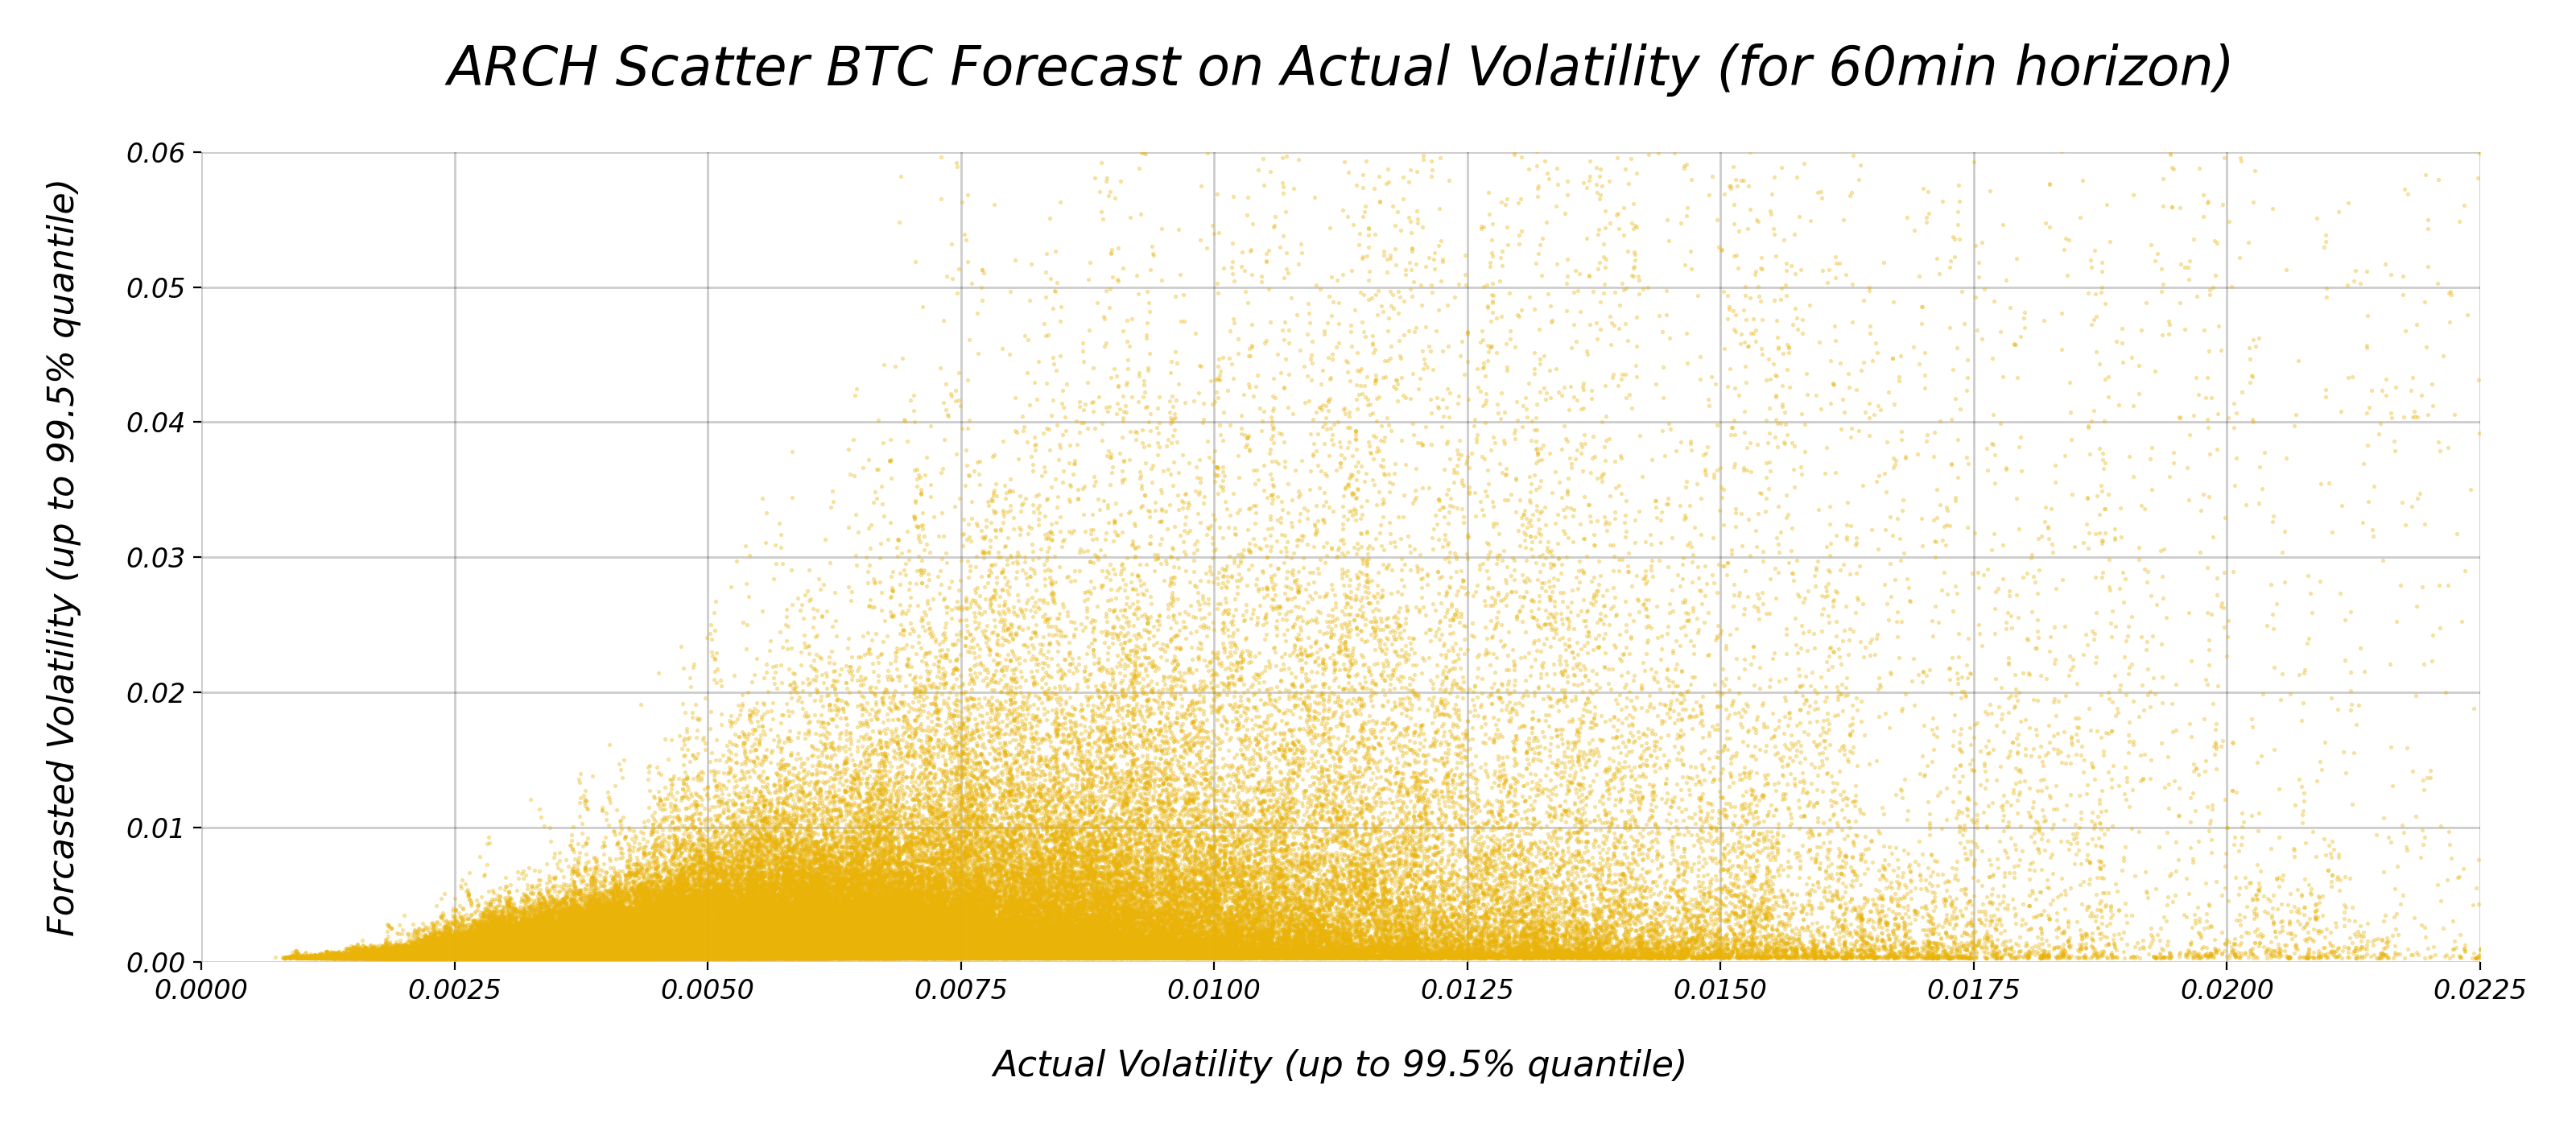 ARCH Scatter BTC Forecast on Actual Volatility (for 60min horizon)
Forcasted Volatility (up to 99.5% quantile)
0.06
0.05
0.04
0.03
0.02
0.01
0.00
0.0000 0.0025 0.0050 0.0075 0.0100 0.0125 0.0150 0.0175 0.0200 0.0225
Actual Volatility (up to 99.5% quantile)